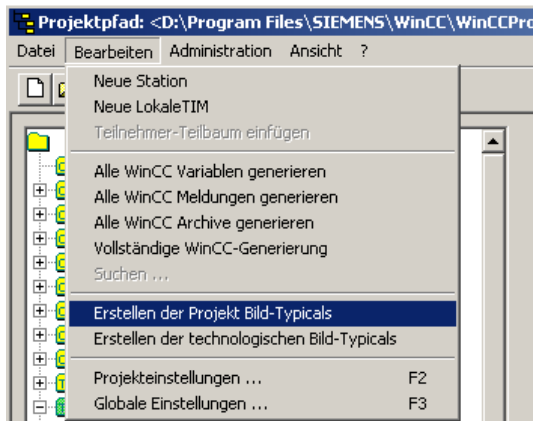 Projektpfad: <D:\Program Files\SIEMENS\WinCC\WinCCPro
Datei Bearbeiten Administration Ansicht ?
Neue Station
Neue LokaleTIM
Teilnehmer-Teilbaum einfügen
Alle WinCC Variablen generieren
Alle WinCC Meldungen generieren
Alle WinCC Archive generieren
Vollständige WinCC-Generierung
Suchen ...
Erstellen der Projekt Bild-Typicals
Erstellen der technologischen Bild-Typicals
Projekteinstellungen ... F2
Globale Einstellungen ... F3